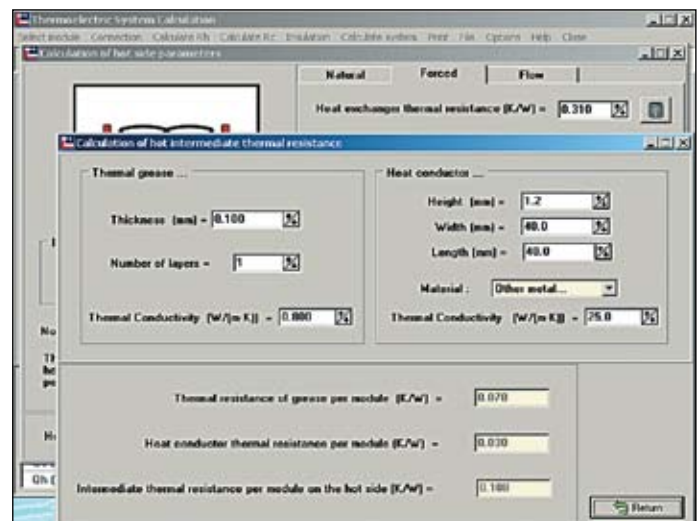 Thermoelectric System Calculation
Select module Connection Calculate Rh Calculate Rc Insulation Calculate system Print File Options Help Close
Calculation of hot side parameters
Natural Forced Flow
Heat exchanger thermal resistance (K/W) = 0.310
Calculation of hot intermediate thermal resistance
Thermal grease ...
Thickness (mm) = 0.100
Number of layers = 1
Thermal Conductivity (W/(m·K)) = 0.800
Heat conductor ...
Height (mm) = 1.2
Width (mm) = 40.0
Length (mm) = 40.0
Material : Other metal...
Thermal Conductivity (W/(m·K)) = 25.0
Thermal resistance of grease per module (K/W) = 0.078
Heat conductor thermal resistance per module (K/W) = 0.030
Intermediate thermal resistance per module on the hot side (K/W) = 0.108
Return